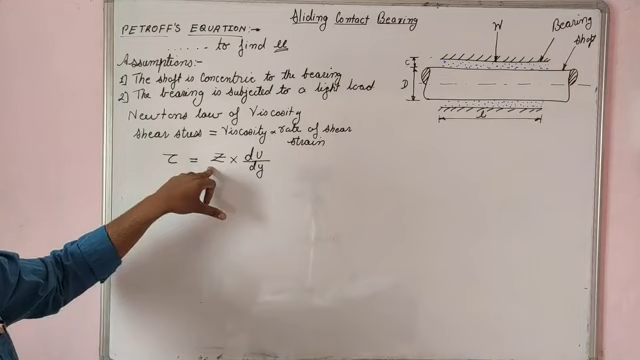 Sliding Contact Bearing
PETROFF'S EQUATION:-
...... to find μ
Assumptions:-
1) The shaft is concentric to the bearing
2) The bearing is subjected to a light load
Newtons law of viscosity
Shear stress = viscosity × rate of shear
strain
τ = Z × du/dy
W
Bearing
shaft
C
D
l